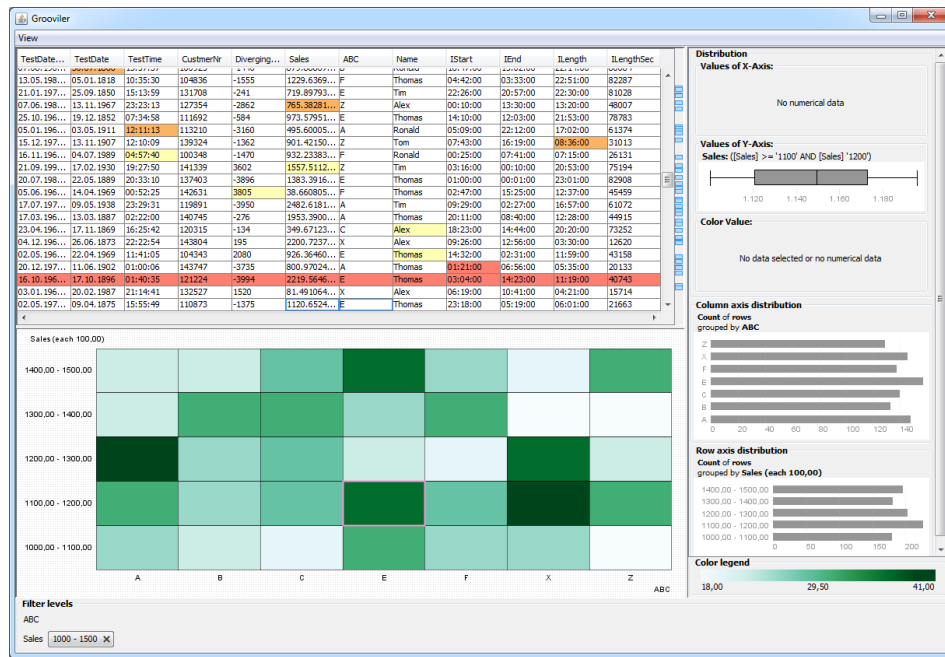 Grooviler
View
TestDate... TestDate TestTime CustmerNr Diverging... Sales ABC Name IStart IEnd ILength ILengthSec
13.05.198... 05.01.1818 10:35:30 104836 -1555 1229.6369... F Thomas 04:42:00 03:33:00 22:51:00 82287
21.01.197... 25.09.1850 15:13:59 131708 -241 719.89793... E Tim 22:26:00 20:57:00 22:30:00 81028
07.06.198... 13.11.1967 23:23:13 127354 -2862 765.38281... Z Alex 00:10:00 13:30:00 13:20:00 48007
25.10.196... 19.12.1852 07:34:58 111692 -584 973.57951... E Thomas 14:10:00 12:03:00 21:53:00 78783
05.01.196... 03.05.1911 12:11:13 113210 -3160 495.60005... A Ronald 05:09:00 22:12:00 17:02:00 61374
15.12.197... 13.11.1907 12:10:09 139324 -1362 901.42150... Z Tom 07:43:00 16:19:00 08:36:00 31013
16.11.196... 04.07.1989 04:57:40 100348 -1470 932.23383... F Ronald 00:25:00 07:41:00 07:15:00 26131
21.09.199... 17.02.1930 19:27:50 141339 3602 1557.5112... Z Tim 03:16:00 00:10:00 20:53:00 75194
20.07.198... 22.05.1889 20:33:10 137403 -3896 1383.3916... E Thomas 01:00:00 00:01:00 23:01:00 82908
05.06.196... 14.04.1969 00:52:25 142631 3805 38.660805... F Thomas 02:47:00 15:25:00 12:37:00 45459
17.07.197... 09.05.1938 23:29:31 119891 -3950 2482.6181... A Tim 09:29:00 02:27:00 16:57:00 61072
17.03.196... 13.03.1887 02:22:00 140745 -276 1953.3900... A Thomas 20:11:00 08:40:00 12:28:00 44915
23.04.196... 17.11.1869 16:25:42 120315 -134 349.67123... C Alex 18:23:00 14:44:00 20:20:00 73252
04.12.196... 26.06.1873 22:22:54 143804 195 2200.7237... X Alex 09:26:00 12:56:00 03:30:00 12620
02.05.196... 22.04.1969 11:41:05 104343 2080 926.36460... E Thomas 14:32:00 02:31:00 11:59:00 43158
20.12.197... 11.06.1902 01:00:06 143747 -3735 800.97024... A Thomas 01:21:00 06:56:00 05:35:00 20133
16.10.196... 17.10.1896 01:40:35 121224 -3994 2219.5646... E Thomas 03:04:00 14:23:00 11:19:00 40743
03.01.196... 20.02.1987 21:14:41 132527 1520 81.491064... X Alex 06:19:00 10:41:00 04:21:00 15714
02.05.197... 09.04.1875 15:55:49 110873 -1375 1120.6524... E Thomas 23:18:00 05:19:00 06:01:00 21663
Sales (each 100,00)
1400,00 - 1500,00
1300,00 - 1400,00
1200,00 - 1300,00
1100,00 - 1200,00
1000,00 - 1100,00
A B C E F X Z
ABC
Distribution
Values of X-Axis:
No numerical data
Values of Y-Axis:
Sales: ([Sales] >= '1100' AND [Sales] '1200')
1.120 1.140 1.160 1.180
Color Value:
No data selected or no numerical data
Column axis distribution
Count of rows
grouped by ABC
Z
X
F
E
C
B
A
0 20 40 60 80 100 120 140
Row axis distribution
Count of rows
grouped by Sales (each 100,00)
1400,00 - 1500,00
1300,00 - 1400,00
1200,00 - 1300,00
1100,00 - 1200,00
1000,00 - 1100,00
0 50 100 150 200
Color legend
18,00 29,50 41,00
Filter levels
ABC
Sales 1000 - 1500